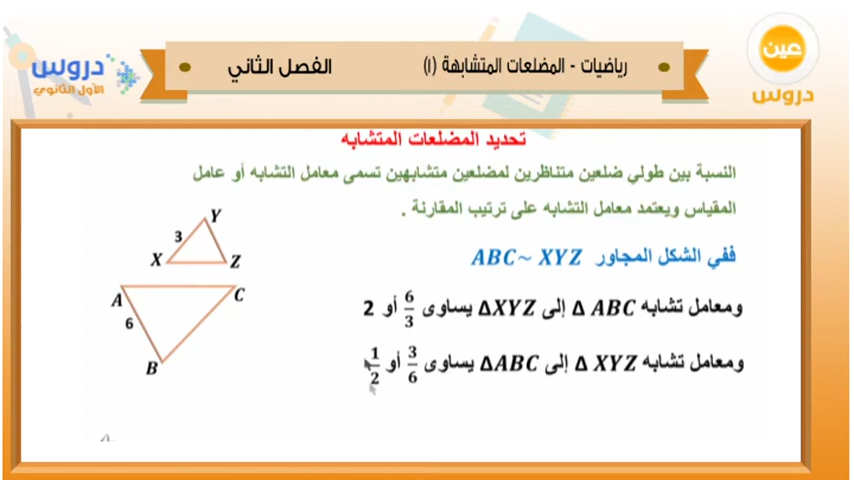 رياضيات - المضلعات المتشابهة (١) الفصل الثاني
عين
دروس
دروس
الأول الثانوي
تحديد المضلعات المتشابه
النسبة بين طولي ضلعين متناظرين لمضلعين متشابهين تسمى معامل التشابه أو عامل
المقياس ويعتمد معامل التشابه على ترتيب المقارنة .
ففي الشكل المجاور ABC~ XYZ
ومعامل تشابه Δ ABC إلى ΔXYZ يساوى 6/3 أو 2
ومعامل تشابه Δ XYZ إلى ΔABC يساوى 3/6 أو 1/2
Y
3
X
Z
A
C
6
B